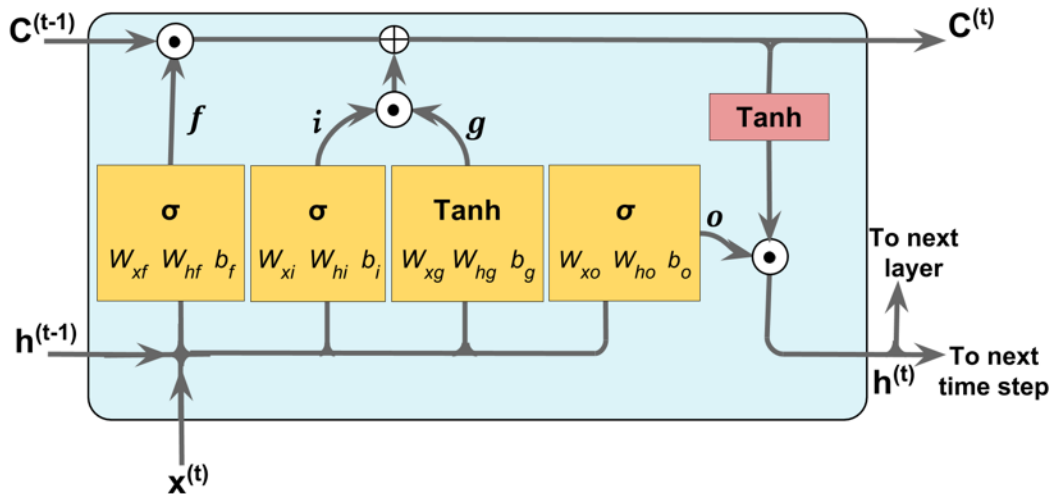 C(t-1)
C(t)
f
i
g
Tanh
σ
σ
Tanh
σ
o
Wxf Whf bf
Wxi Whi bi
Wxg Whg bg
Wxo Who bo
To next
layer
h(t-1)
h(t)
To next
time step
x(t)